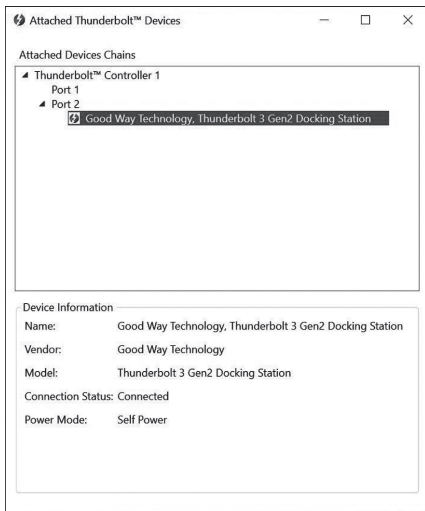 Attached Thunderbolt™ Devices
Attached Devices Chains
Thunderbolt™ Controller 1
Port 1
Port 2
Good Way Technology, Thunderbolt 3 Gen2 Docking Station
Device Information
Name: Good Way Technology, Thunderbolt 3 Gen2 Docking Station
Vendor: Good Way Technology
Model: Thunderbolt 3 Gen2 Docking Station
Connection Status: Connected
Power Mode: Self Power